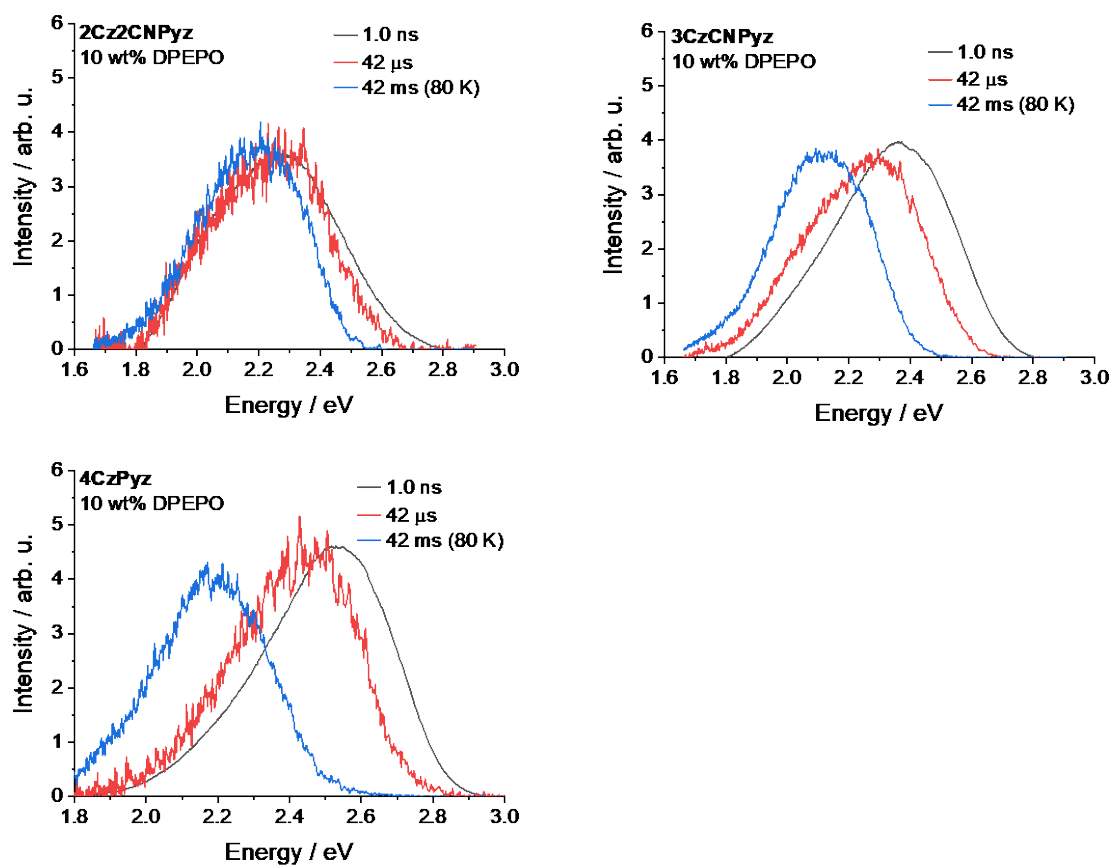 2Cz2CNPyz
10 wt% DPEPO
1.0 ns
42 μs
42 ms (80 K)
Intensity / arb. u.
6
5
4
3
2
1
0
1.6 1.8 2.0 2.2 2.4 2.6 2.8 3.0
Energy / eV
3CzCNPyz
10 wt% DPEPO
1.0 ns
42 μs
42 ms (80 K)
Intensity / arb. u.
6
5
4
3
2
1
0
1.6 1.8 2.0 2.2 2.4 2.6 2.8 3.0
Energy / eV
4CzPyz
10 wt% DPEPO
1.0 ns
42 μs
42 ms (80 K)
Intensity / arb. u.
6
5
4
3
2
1
0
1.8 2.0 2.2 2.4 2.6 2.8 3.0
Energy / eV